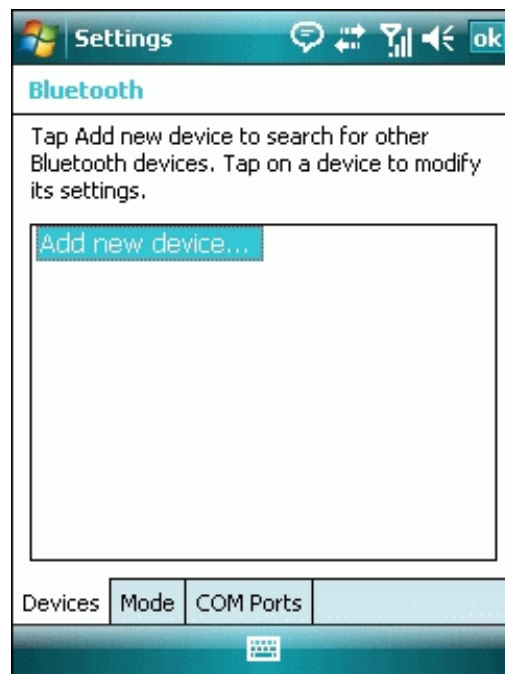 Settings ok
Bluetooth
Tap Add new device to search for other
Bluetooth devices. Tap on a device to modify
its settings.
Add new device...
Devices Mode COM Ports